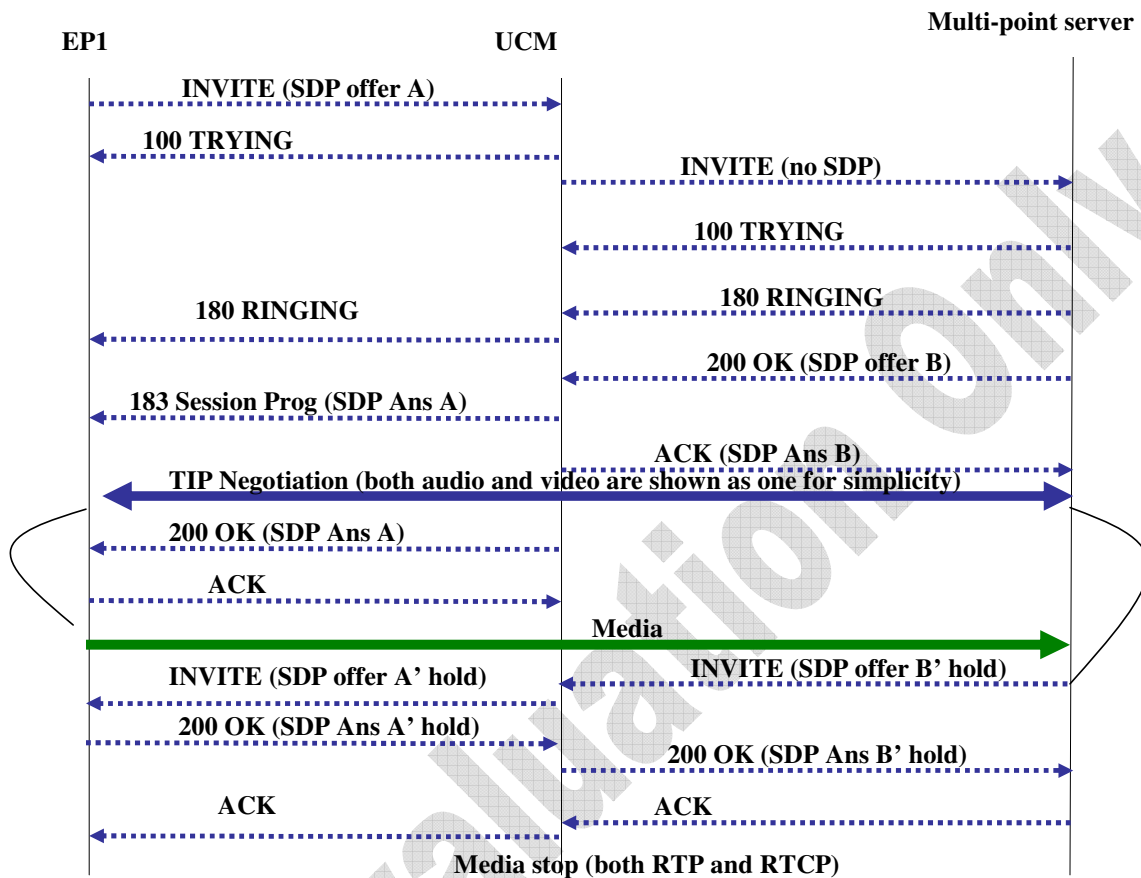 Multi-point server
EP1
UCM
INVITE (SDP offer A)
100 TRYING
INVITE (no SDP)
100 TRYING
180 RINGING
180 RINGING
200 OK (SDP offer B)
183 Session Prog (SDP Ans A)
ACK (SDP Ans B)
TIP Negotiation (both audio and video are shown as one for simplicity)
200 OK (SDP Ans A)
ACK
Media
INVITE (SDP offer B’ hold)
INVITE (SDP offer A’ hold)
200 OK (SDP Ans A’ hold)
200 OK (SDP Ans B’ hold)
ACK
ACK
Media stop (both RTP and RTCP)
valuation Only